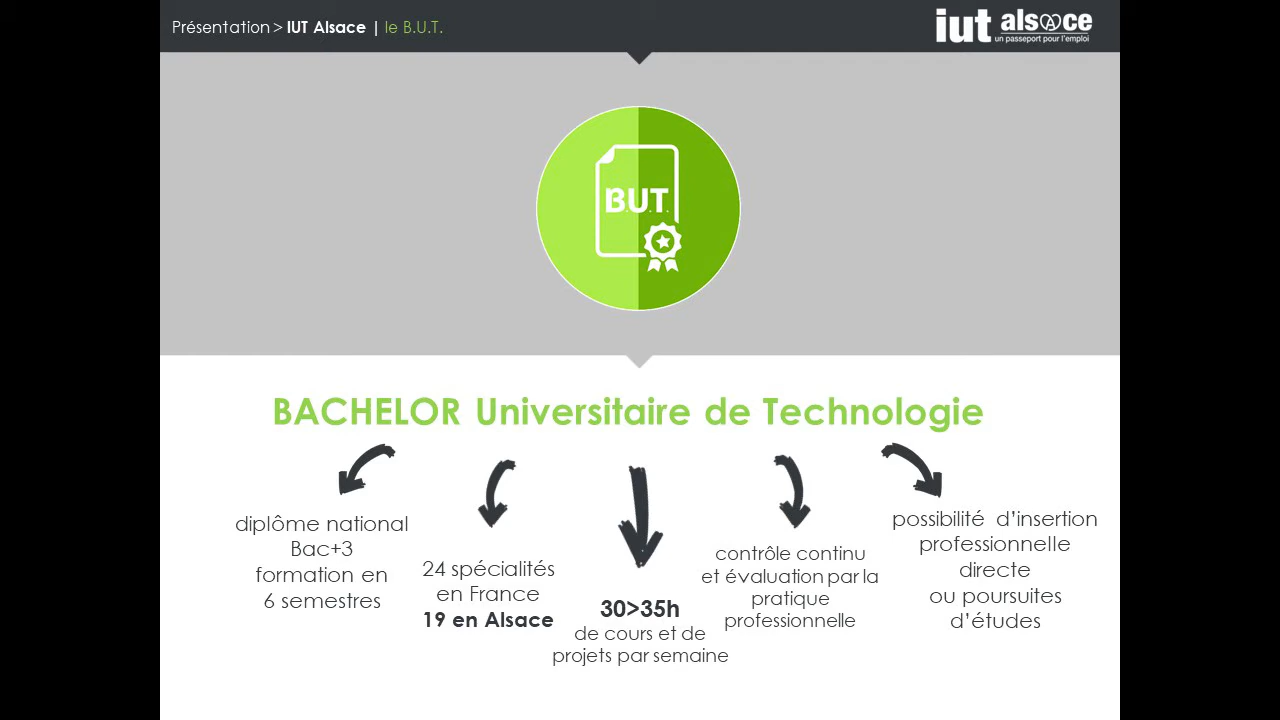 Présentation > IUT Alsace | le B.U.T.
iut alsace
un passeport pour l'emploi
B.U.T.
BACHELOR Universitaire de Technologie
diplôme national
Bac+3
formation en
6 semestres
24 spécialités
en France
19 en Alsace
30>35h
de cours et de
projets par semaine
contrôle continu
et évaluation par la
pratique
professionnelle
possibilité d'insertion
professionnelle
directe
ou poursuites
d'études